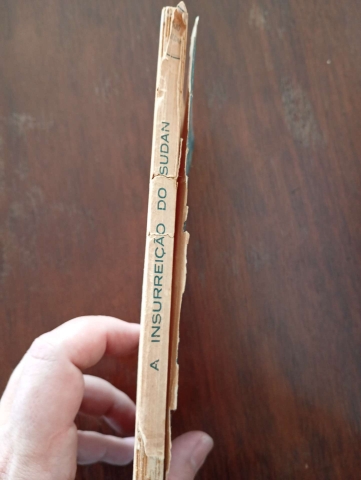 A INSURREIÇÃO DO SUDAN